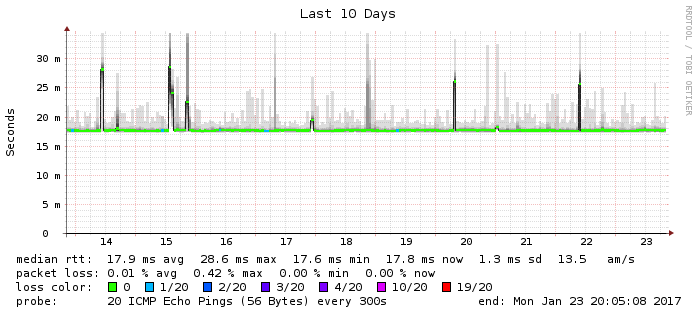 Last 10 Days
RRDTOOL / TOBI OETIKER
Seconds
30 m
25 m
20 m
15 m
10 m
5 m
0
14 15 16 17 18 19 20 21 22 23
median rtt: 17.9 ms avg 28.6 ms max 17.6 ms min 17.8 ms now 1.3 ms sd 13.5 am/s
packet loss: 0.01 % avg 0.42 % max 0.00 % min 0.00 % now
loss color: 0 1/20 2/20 3/20 4/20 10/20 19/20
probe: 20 ICMP Echo Pings (56 Bytes) every 300s end: Mon Jan 23 20:05:08 2017